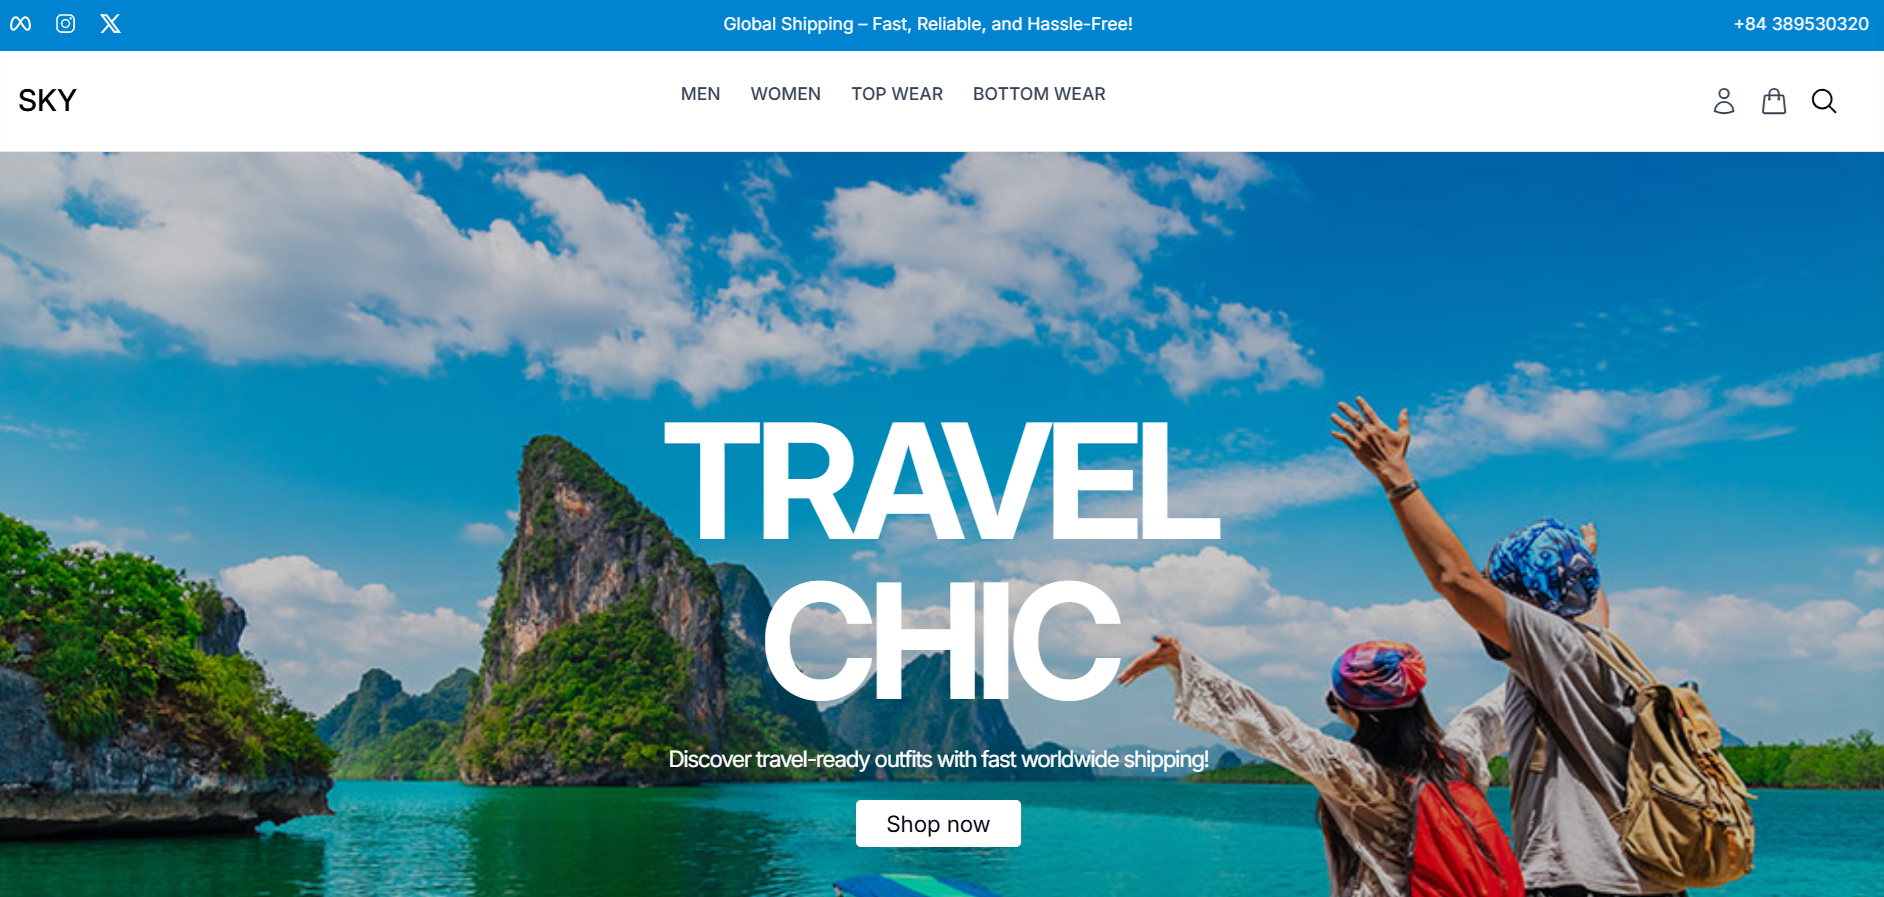 Global Shipping – Fast, Reliable, and Hassle-Free!
+84 389530320
SKY
MEN
WOMEN
TOP WEAR
BOTTOM WEAR
TRAVEL
CHIC
Discover travel-ready outfits with fast worldwide shipping!
Shop now